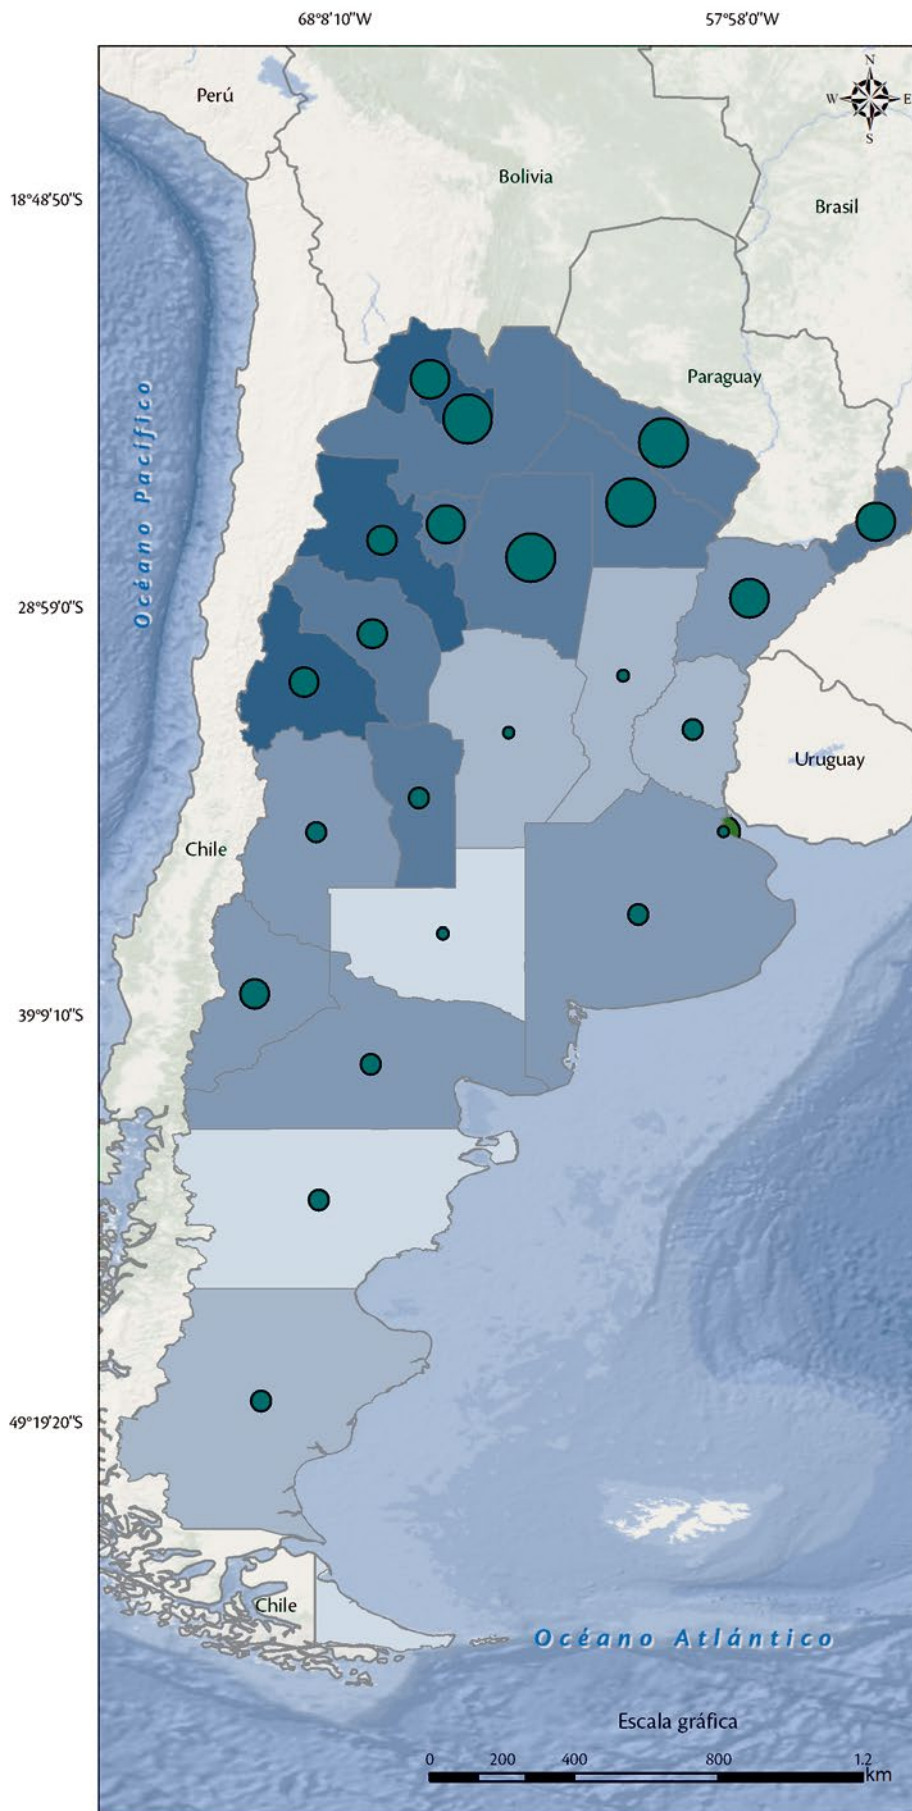 68°8'10"W
57°58'0"W
Perú
N
W
E
S
Bolivia
18°48'50"S
Brasil
Paraguay
Océano Pacífico
28°59'0"S
Uruguay
Chile
39°9'10"S
49°19'20"S
Chile
Océano Atlántico
Escala gráfica
0 200 400 800 1.2
km